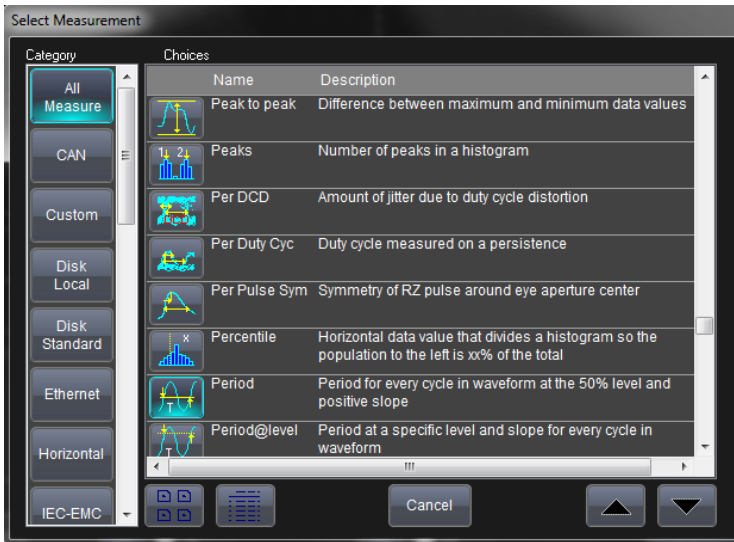 Select Measurement
Category
Choices
All
Measure
CAN
Custom
Disk
Local
Disk
Standard
Ethernet
Horizontal
IEC-EMC
Name Description
Peak to peak Difference between maximum and minimum data values
1 2
Peaks Number of peaks in a histogram
Per DCD Amount of jitter due to duty cycle distortion
Per Duty Cyc Duty cycle measured on a persistence
Per Pulse Sym Symmetry of RZ pulse around eye aperture center
x
Percentile Horizontal data value that divides a histogram so the
population to the left is xx% of the total
T
Period Period for every cycle in waveform at the 50% level and
positive slope
T
Period@level Period at a specific level and slope for every cycle in
waveform
Cancel